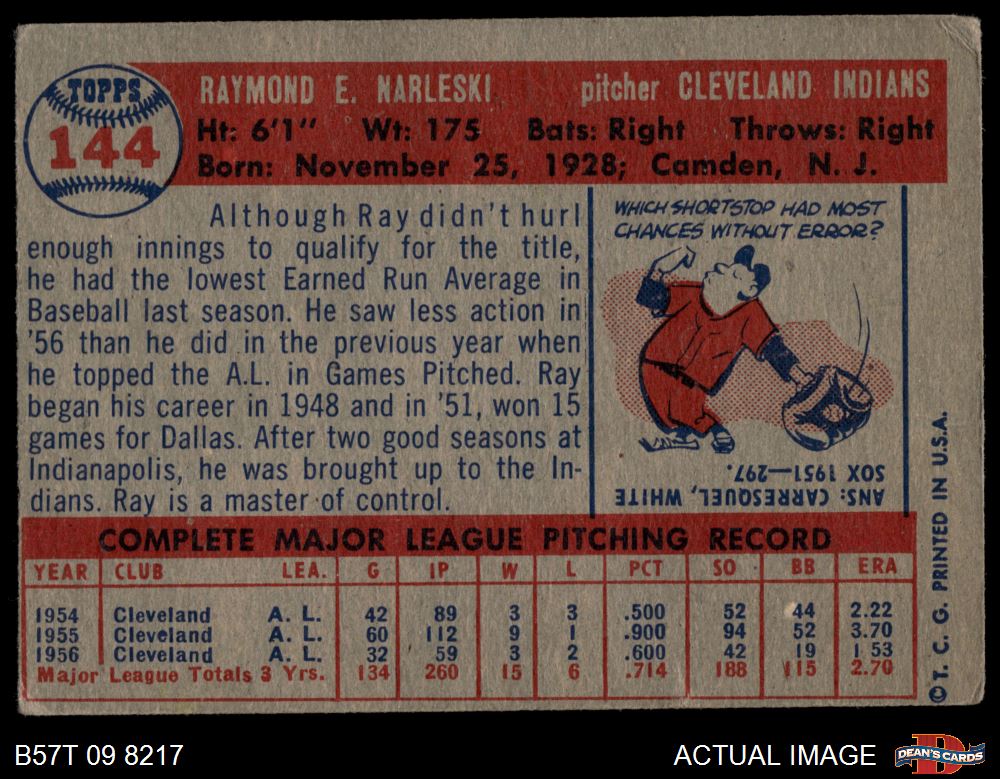 TOPPS
144
RAYMOND E. NARLESKI pitcher CLEVELAND INDIANS
Ht: 6'1" Wt: 175 Bats: Right Throws: Right
Born: November 25, 1928; Camden, N. J.
Although Ray didn't hurl
enough innings to qualify for the title,
he had the lowest Earned Run Average in
Baseball last season. He saw less action in
'56 than he did in the previous year when
he topped the A.L. in Games Pitched. Ray
began his career in 1948 and in '51, won 15
games for Dallas. After two good seasons at
Indianapolis, he was brought up to the In-
dians. Ray is a master of control.
WHICH SHORTSTOP HAD MOST
CHANCES WITHOUT ERROR?
ANS: CARRESQUEL, WHITE
SOX 1951—297.
COMPLETE MAJOR LEAGUE PITCHING RECORD
YEAR CLUB LEA. G IP W L PCT SO BB ERA
1954 Cleveland A. L. 42 89 3 3 .500 52 44 2.22
1955 Cleveland A. L. 60 112 9 1 .900 94 52 3.70
1956 Cleveland A. L. 32 59 3 2 .600 42 19 1 53
Major League Totals 3 Yrs. 134 260 15 6 .714 188 115 2.70
© T. C. G. PRINTED IN U.S.A.
B57T 09 8217
ACTUAL IMAGE
DEAN'S CARDS